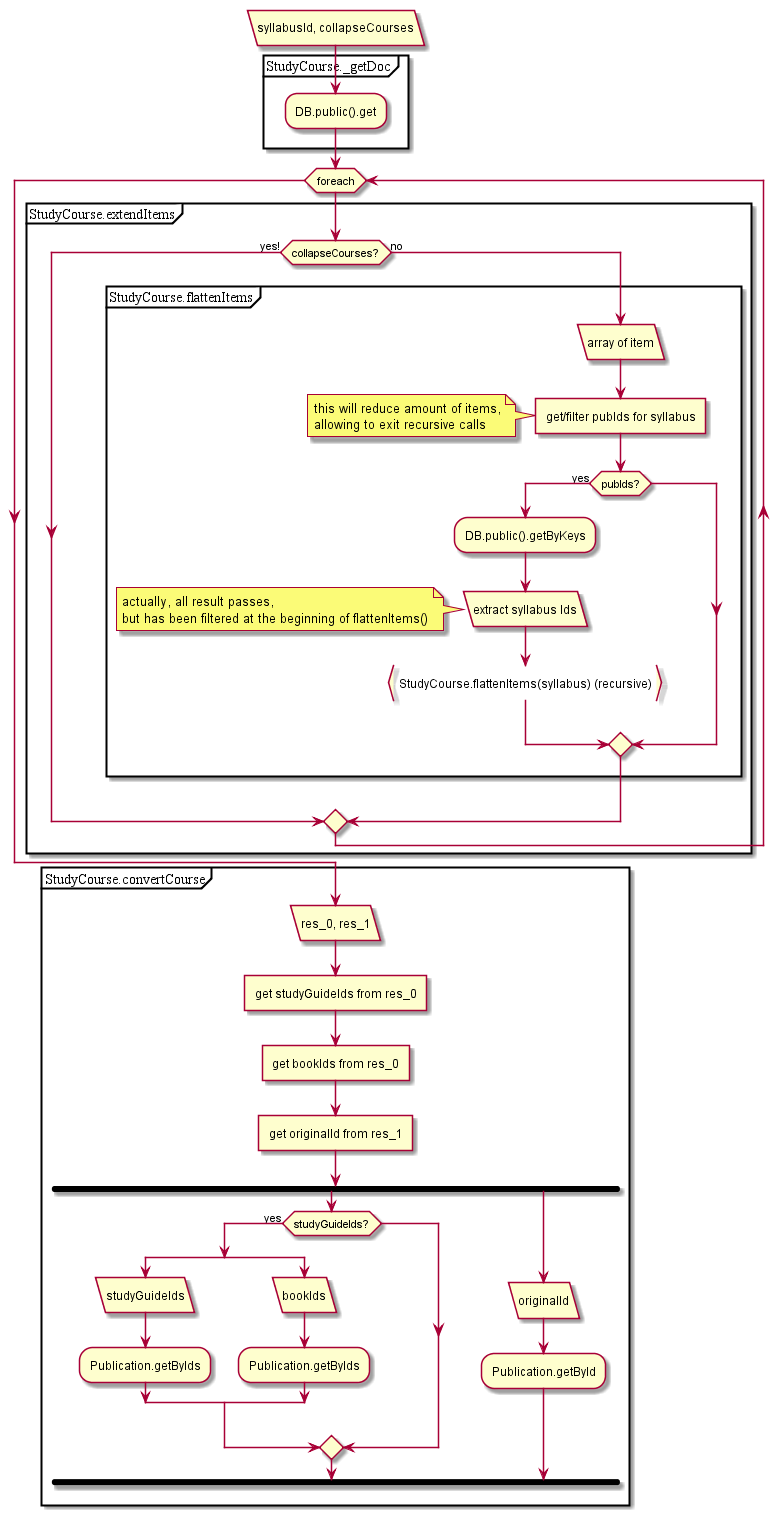 syllabusId, collapseCourses
StudyCourse._getDoc
DB.public().get
foreach
StudyCourse.extendItems
yes!
collapseCourses?
no
StudyCourse.flattenItems
array of item
this will reduce amount of items,
allowing to exit recursive calls
get/filter pubIds for syllabus
yes
pubIds?
DB.public().getByKeys
actually, all result passes,
but has been filtered at the beginning of flattenItems()
extract syllabus Ids
StudyCourse.flattenItems(syllabus) (recursive)
StudyCourse.convertCourse
res_0, res_1
get studyGuideIds from res_0
get bookIds from res_0
get originalId from res_1
yes
studyGuideIds?
studyGuideIds
bookIds
originalId
Publication.getByIds
Publication.getByIds
Publication.getById